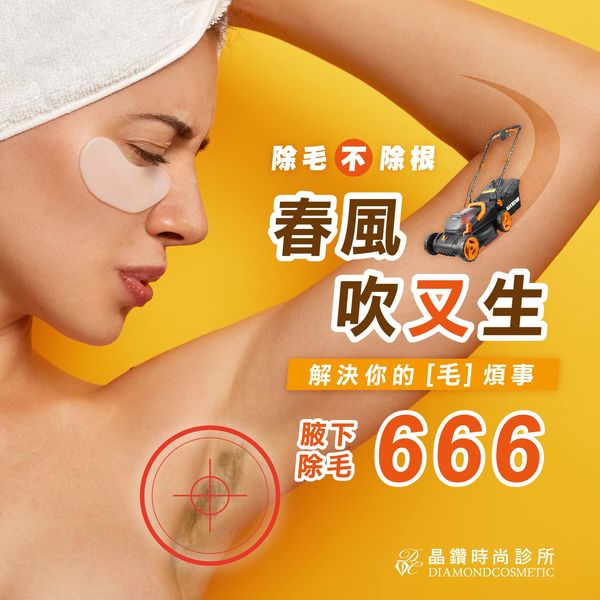 除毛不除根
春風
吹又生
解決你的[毛]煩事
腋下
除毛
666
晶鑽時尚診所
DIAMONDCOSMETIC